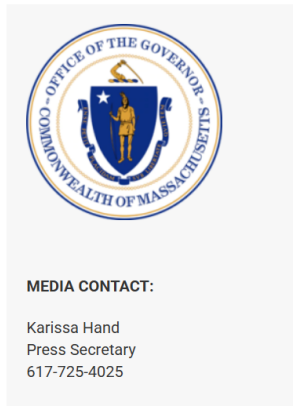 OFFICE OF THE GOVERNOR
COMMONWEALTH OF MASSACHUSETTS
MEDIA CONTACT:
Karissa Hand
Press Secretary
617-725-4025